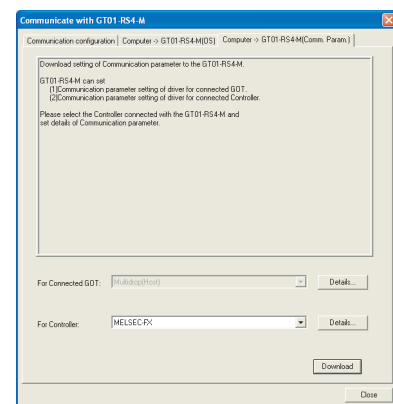 Communicate with GT01-RS4-M
Communication configuration | Computer -> GT01-RS4-M(OS) | Computer -> GT01-RS4-M(Comm. Param.)
Download setting of Communication parameter to the GT01-RS4-M.
GT01-RS4-M can set
(1)Communication parameter setting of driver for connected GOT.
(2)Communication parameter setting of driver for connected Controller.
Please select the Controller connected with the GT01-RS4-M and
set details of Communication parameter.
For Connected GOT: Multidrop(Host) Details...
For Controller: MELSEC-FX Details...
Download
Close